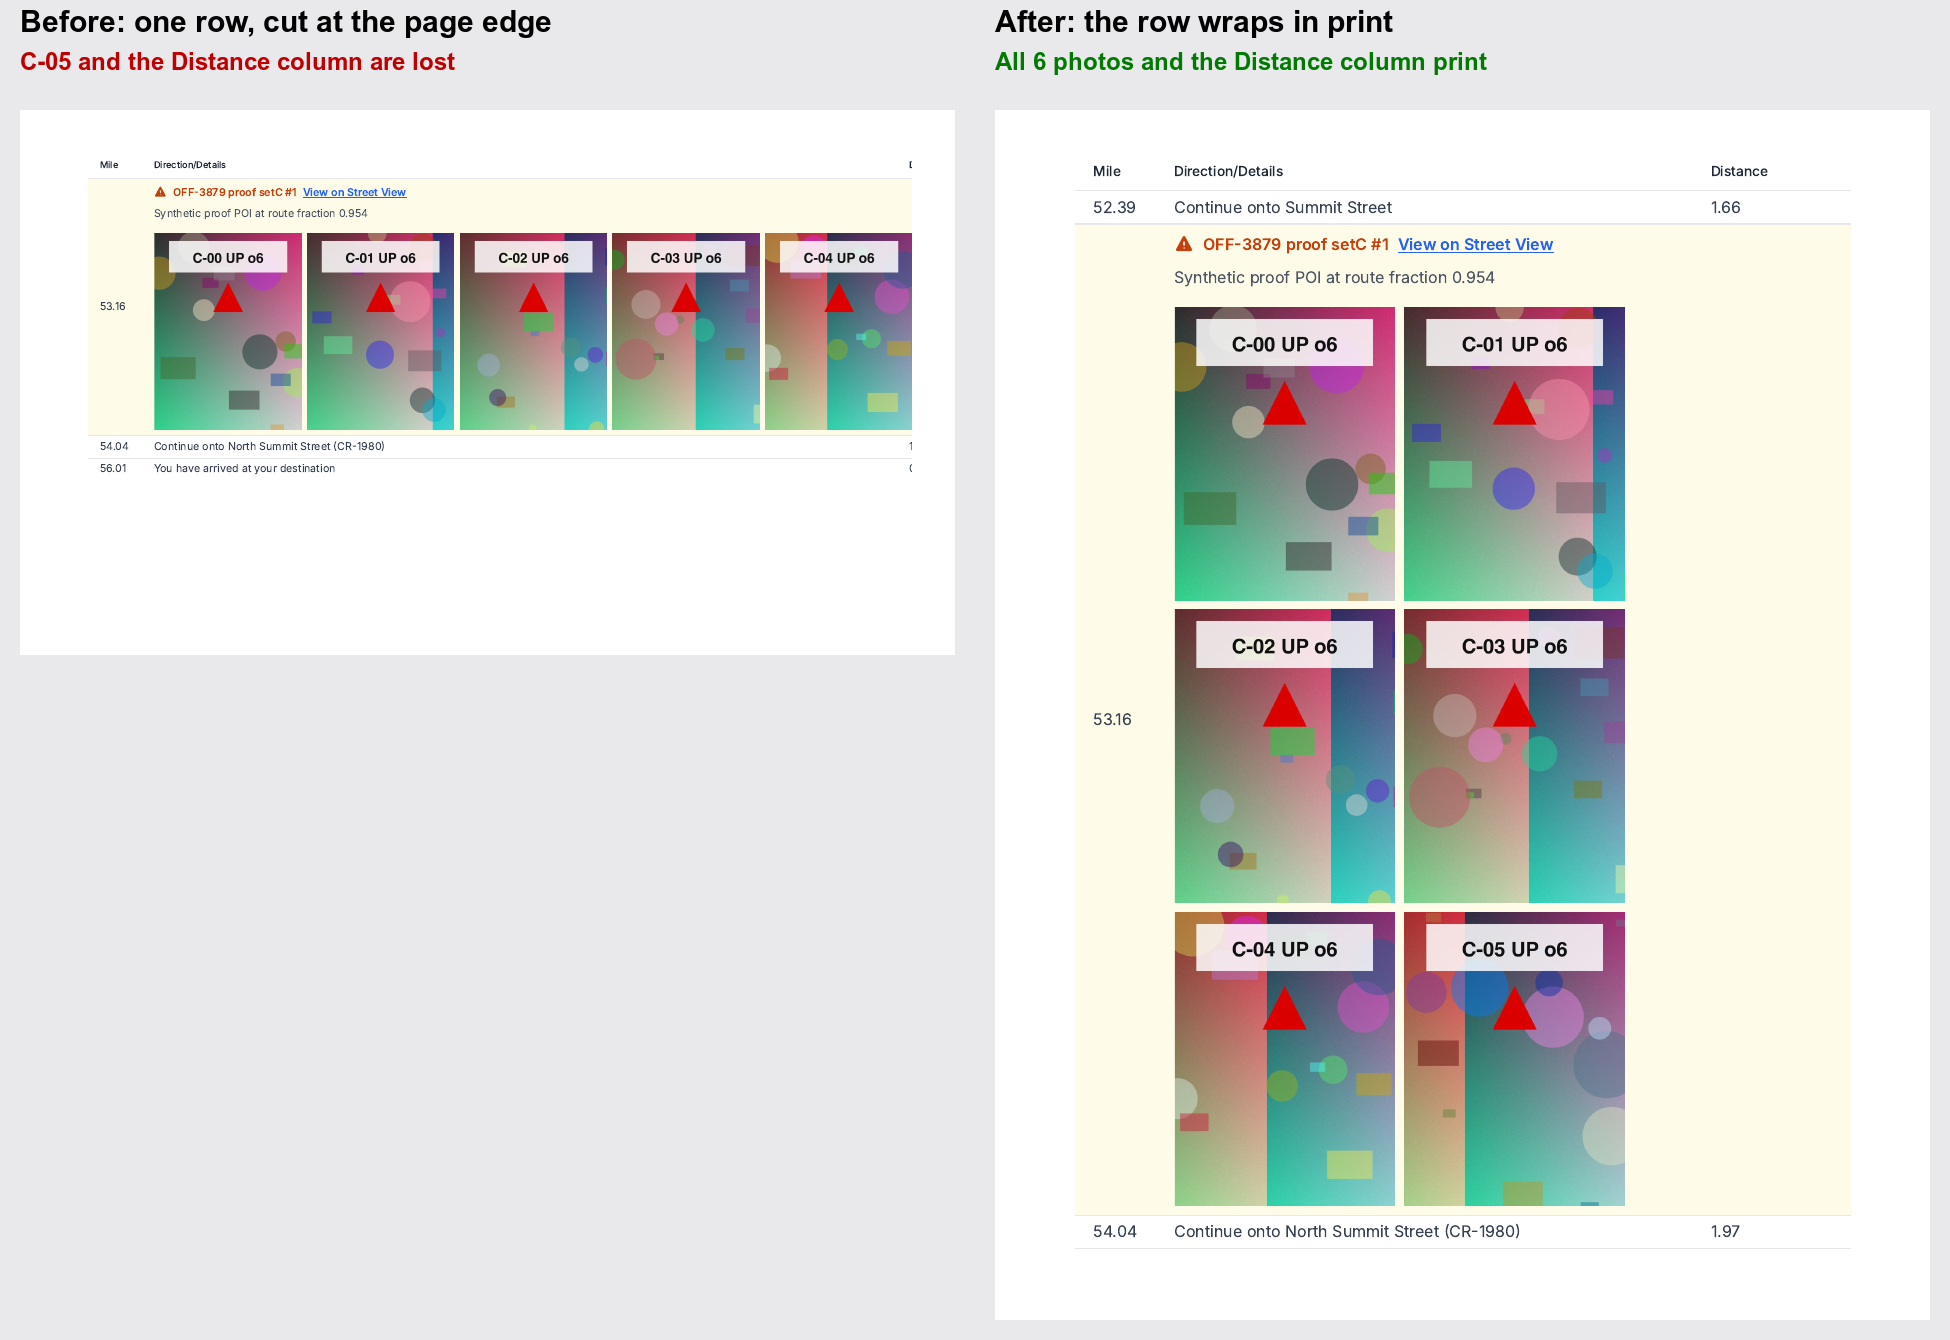 Before: one row, cut at the page edge
C-05 and the Distance column are lost
Mile Direction/Details
OFF-3879 proof setC #1 View on Street View
Synthetic proof POI at route fraction 0.954
C-00 UP o6 C-01 UP o6 C-02 UP o6 C-03 UP o6 C-04 UP o6
53.16
54.04 Continue onto North Summit Street (CR-1980)
56.01 You have arrived at your destination
After: the row wraps in print
All 6 photos and the Distance column print
Mile Direction/Details Distance
52.39 Continue onto Summit Street 1.66
OFF-3879 proof setC #1 View on Street View
Synthetic proof POI at route fraction 0.954
C-00 UP o6 C-01 UP o6
C-02 UP o6 C-03 UP o6
53.16
C-04 UP o6 C-05 UP o6
54.04 Continue onto North Summit Street (CR-1980) 1.97